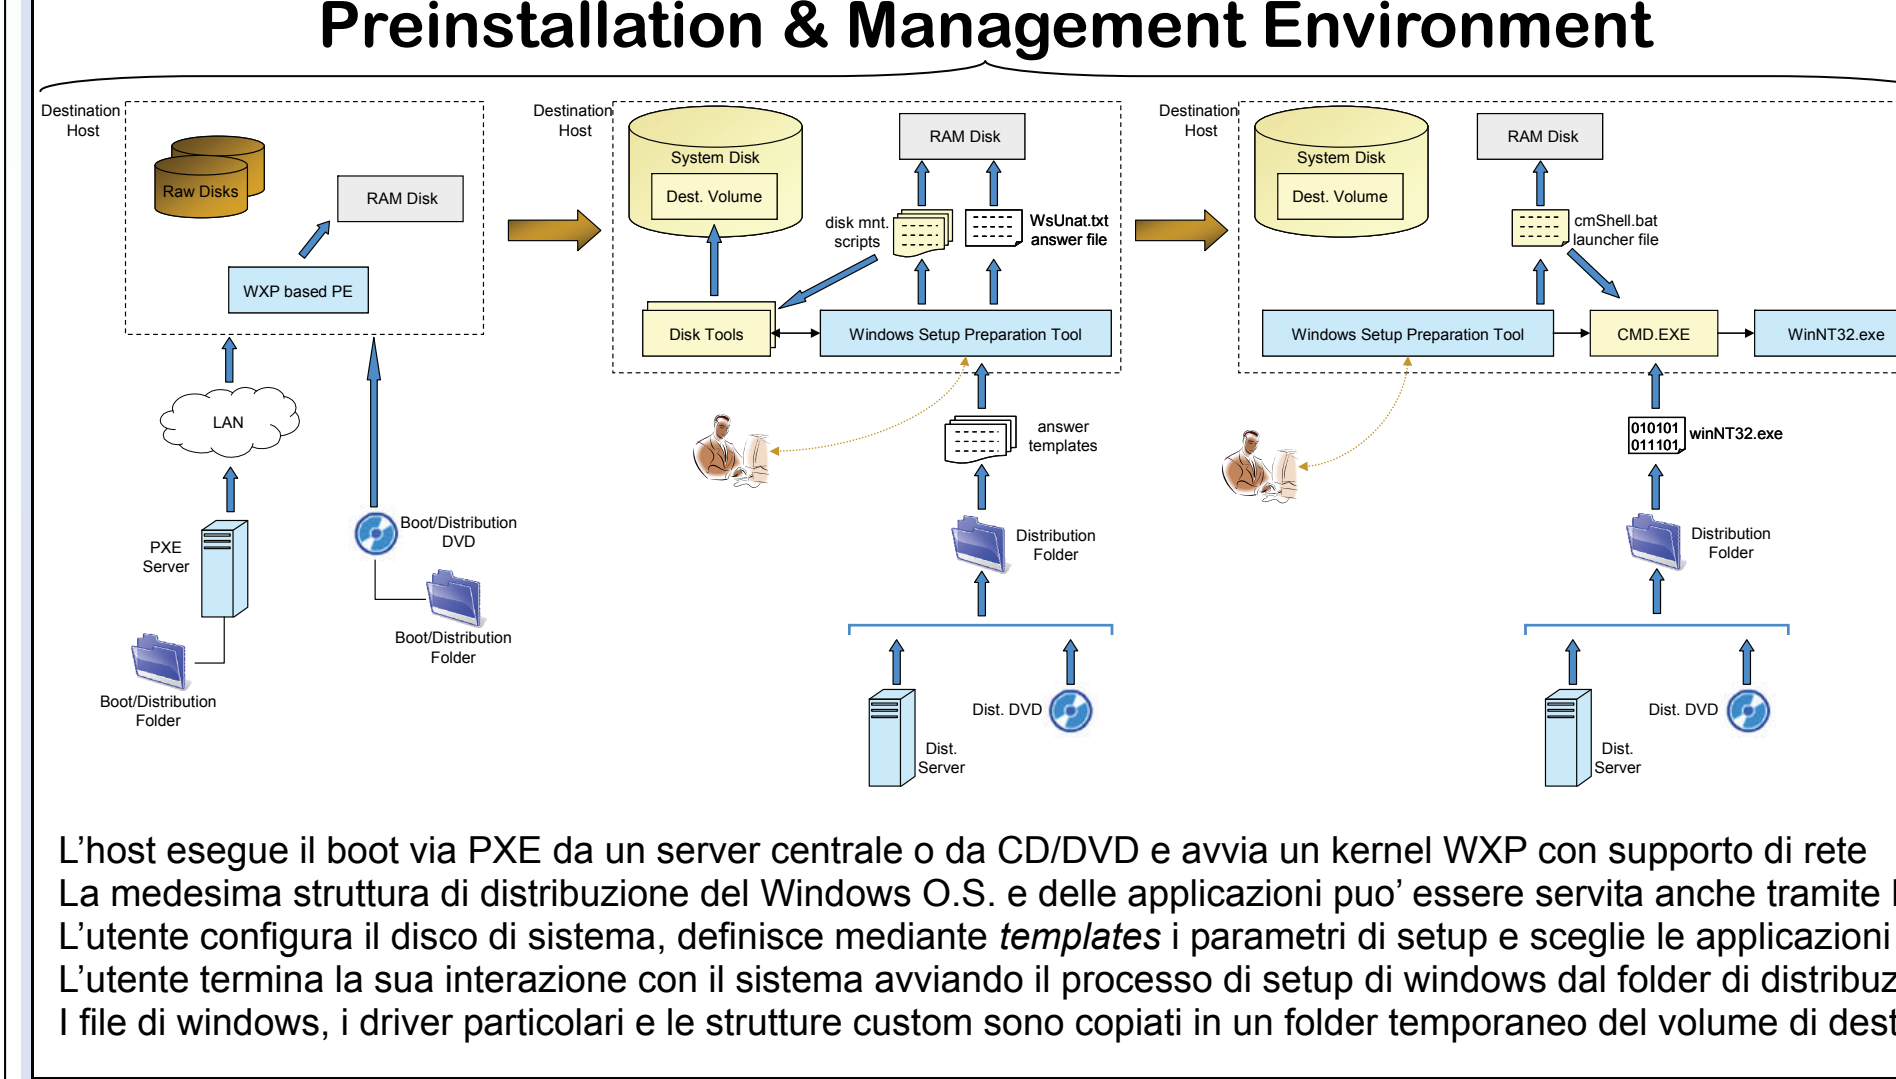 Preinstallation & Management Environment
Destination
Host
Raw Disks
RAM Disk
WXP based PE
LAN
PXE
Server
Boot/Distribution
DVD
Boot/Distribution
Folder
Boot/Distribution
Folder
Destination
Host
System Disk
Dest. Volume
RAM Disk
disk mnt.
scripts
WsUnat.txt
answer file
Disk Tools
Windows Setup Preparation Tool
answer
templates
Distribution
Folder
Dist. DVD
Dist.
Server
Destination
Host
System Disk
Dest. Volume
RAM Disk
cmShell.bat
launcher file
Windows Setup Preparation Tool
CMD.EXE
WinNT32.exe
010101
011101
winNT32.exe
Distribution
Folder
Dist. DVD
Dist.
Server
L'host esegue il boot via PXE da un server centrale o da CD/DVD e avvia un kernel WXP con supporto di rete
La medesima struttura di distribuzione del Windows O.S. e delle applicazioni puo' essere servita anche tramite
L'utente configura il disco di sistema, definisce mediante templates i parametri di setup e sceglie le applicazioni
L'utente termina la sua interazione con il sistema avviando il processo di setup di windows dal folder di distribuz
I file di windows, i driver particolari e le strutture custom sono copiati in un folder temporaneo del volume di dest